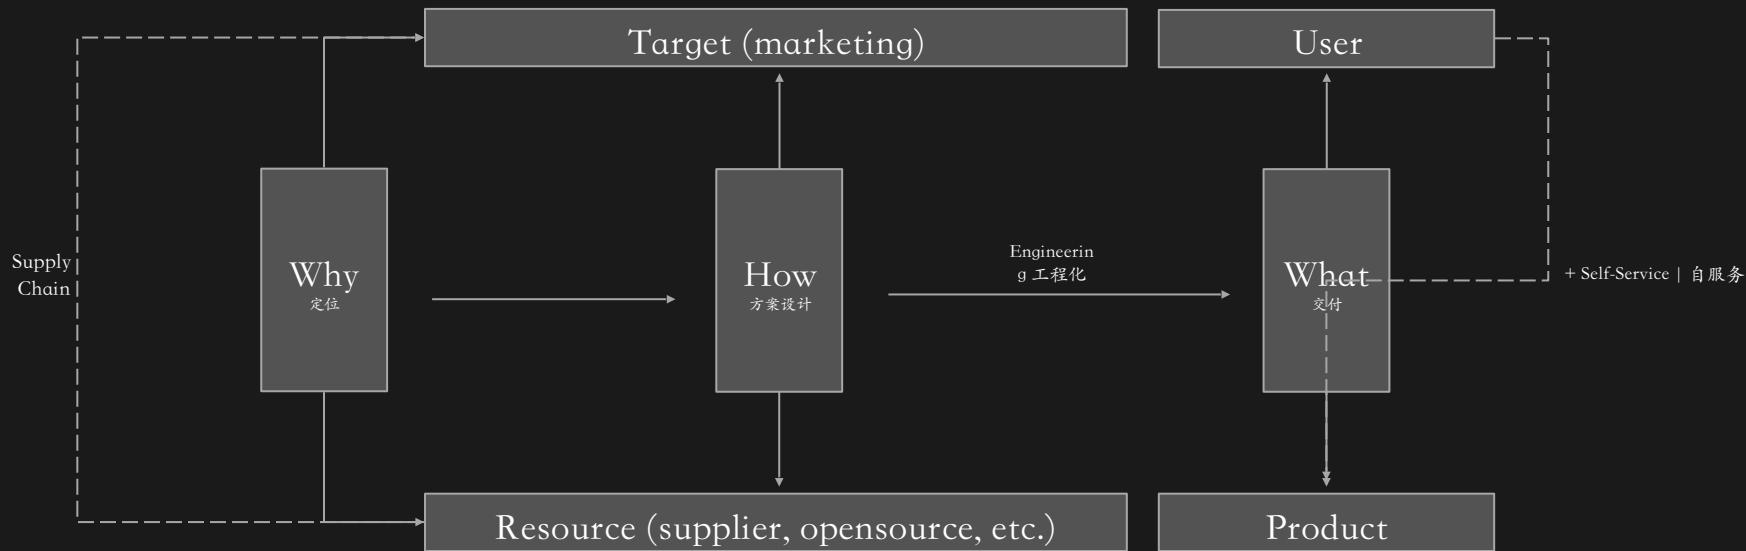 Target (marketing)
User
Supply
Chain
Why
定位
How
方案设计
Engineerin
g 工程化
What
交付
+ Self-Service | 自服务
Resource (supplier, opensource, etc.)
Product